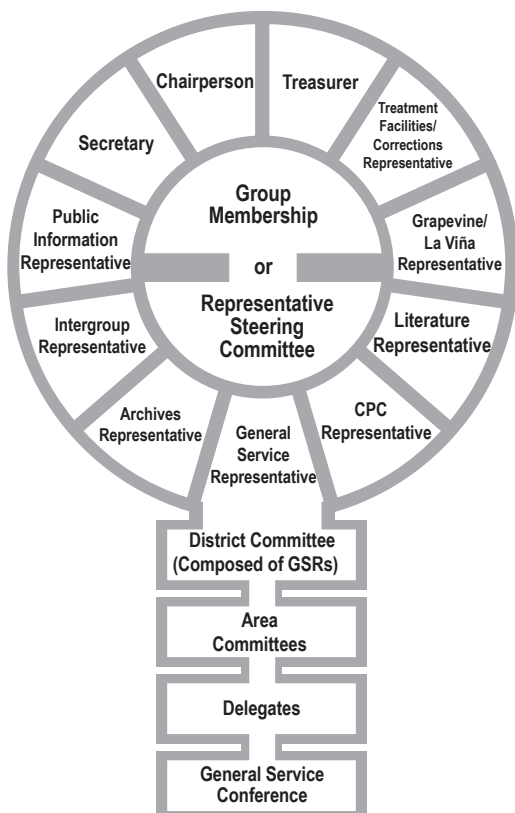 Chairperson
Treasurer
Treatment
Facilities/
Corrections
Representative
Secretary
Grapevine/
La Viña
Representative
Public
Information
Representative
Group
Membership
or
Representative
Steering
Committee
Intergroup
Representative
Literature
Representative
Archives
Representative
General
Service
Representative
CPC
Representative
District Committee
(Composed of GSRs)
Area
Committees
Delegates
General Service
Conference